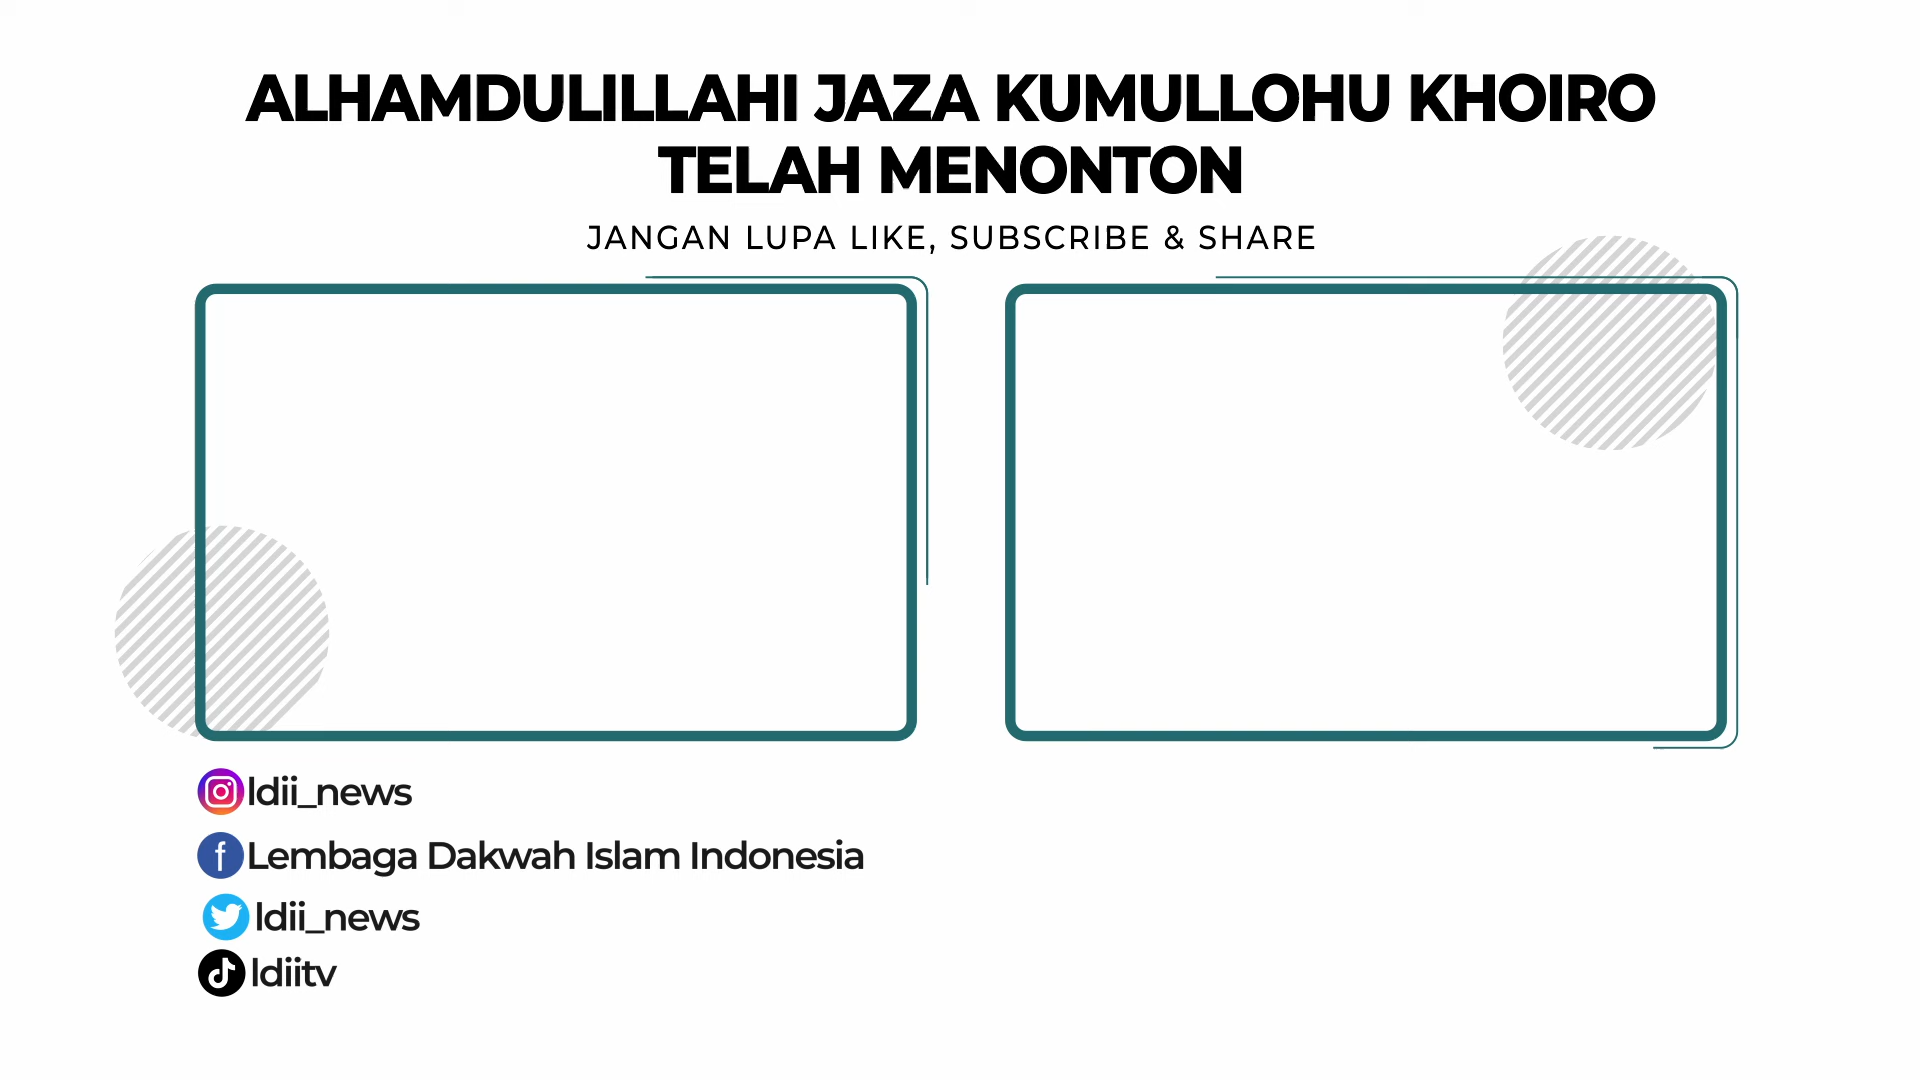 ALHAMDULILLAHI JAZA KUMULLOHU KHOIRO
TELAH MENONTON
JANGAN LUPA LIKE, SUBSCRIBE & SHARE
ldii_news
Lembaga Dakwah Islam Indonesia
ldii_news
ldiitv